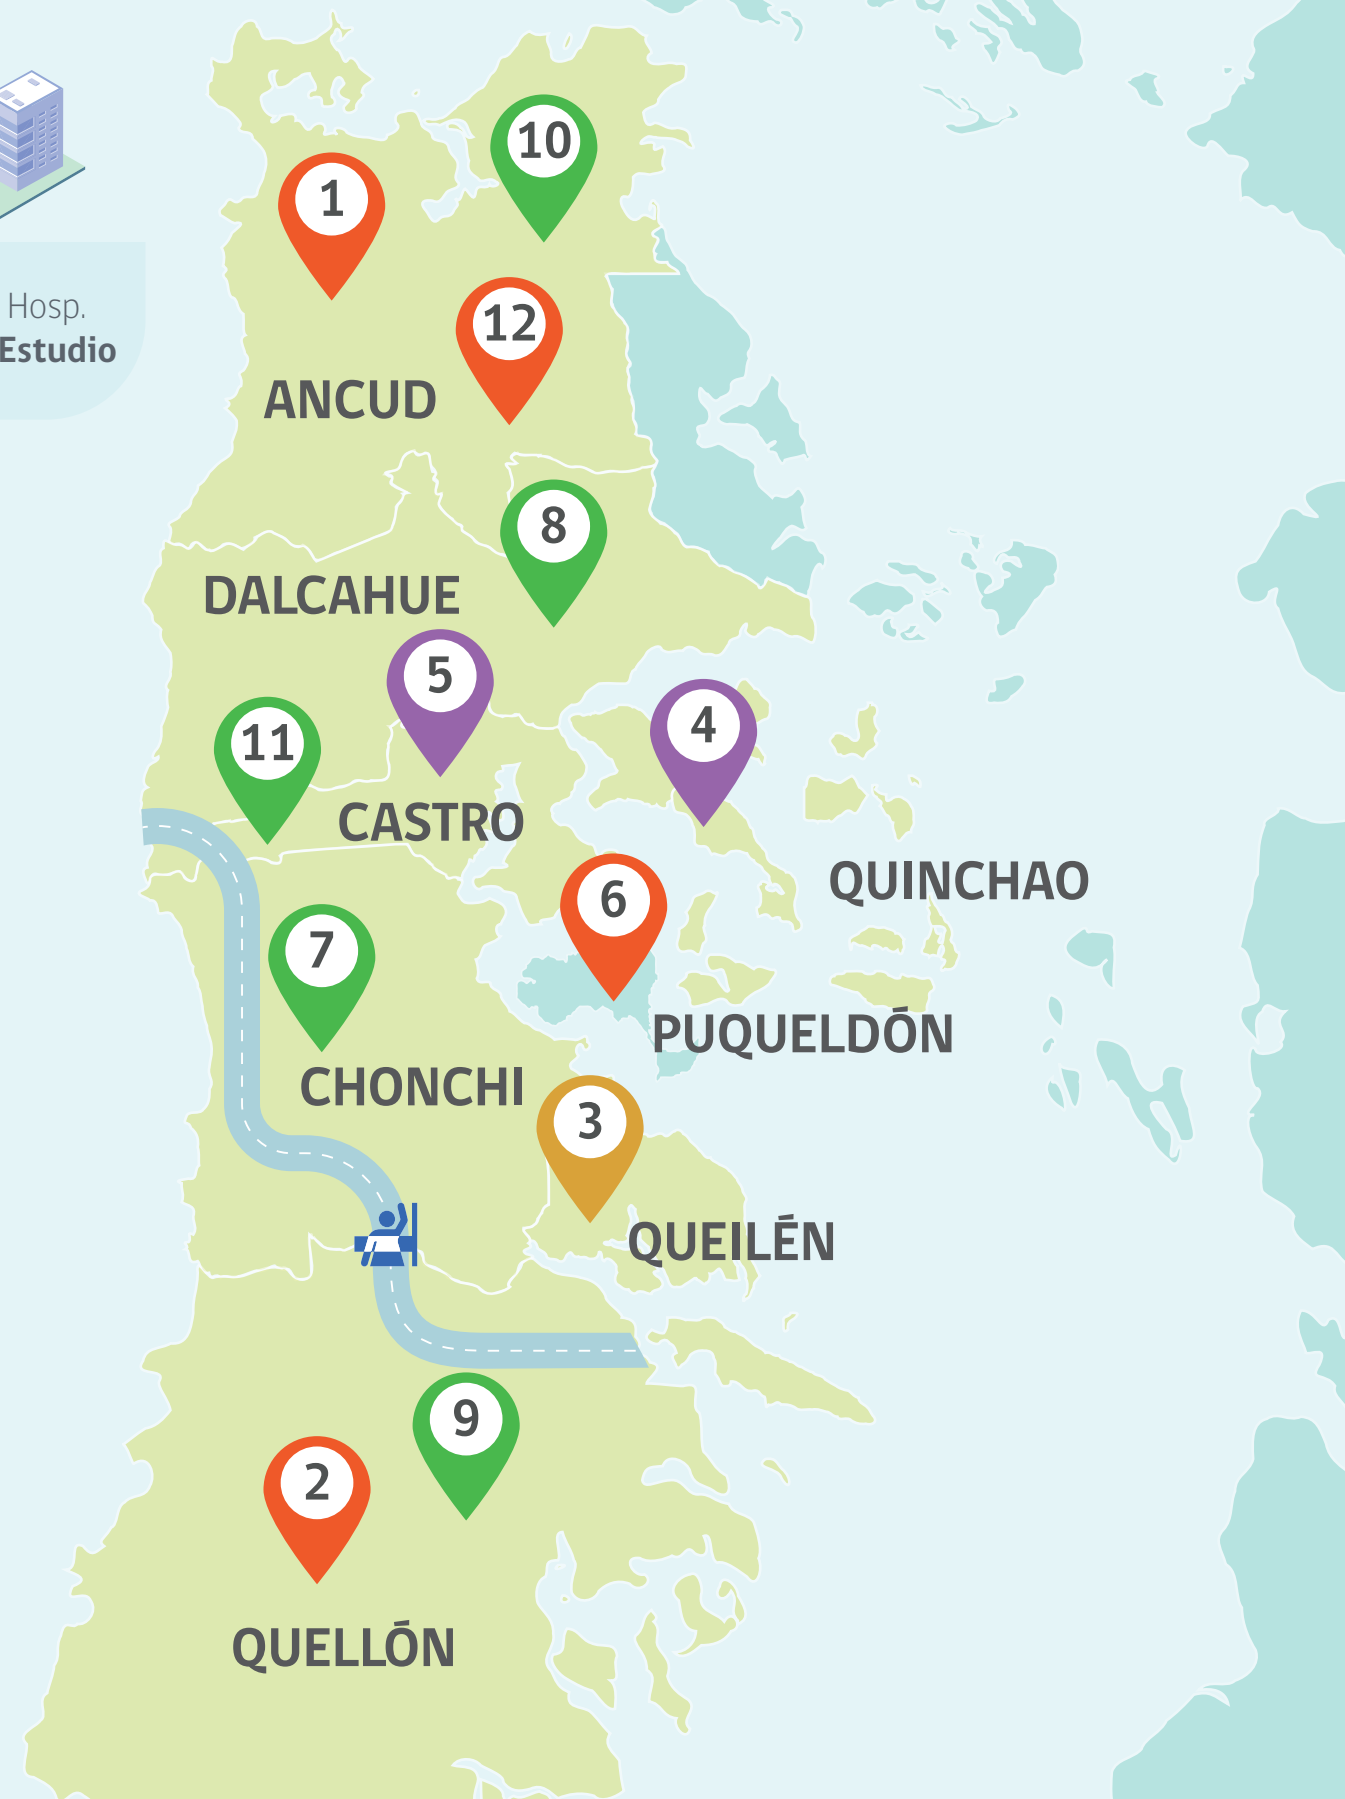 10
1
Hosp.
12
Estudio
ANCUD
8
DALCAHUE
5
4
11
CASTRO
QUINCHAO
6
7
PUQUELDÓN
CHONCHI
3
QUEILÉN
9
2
QUELLÓN